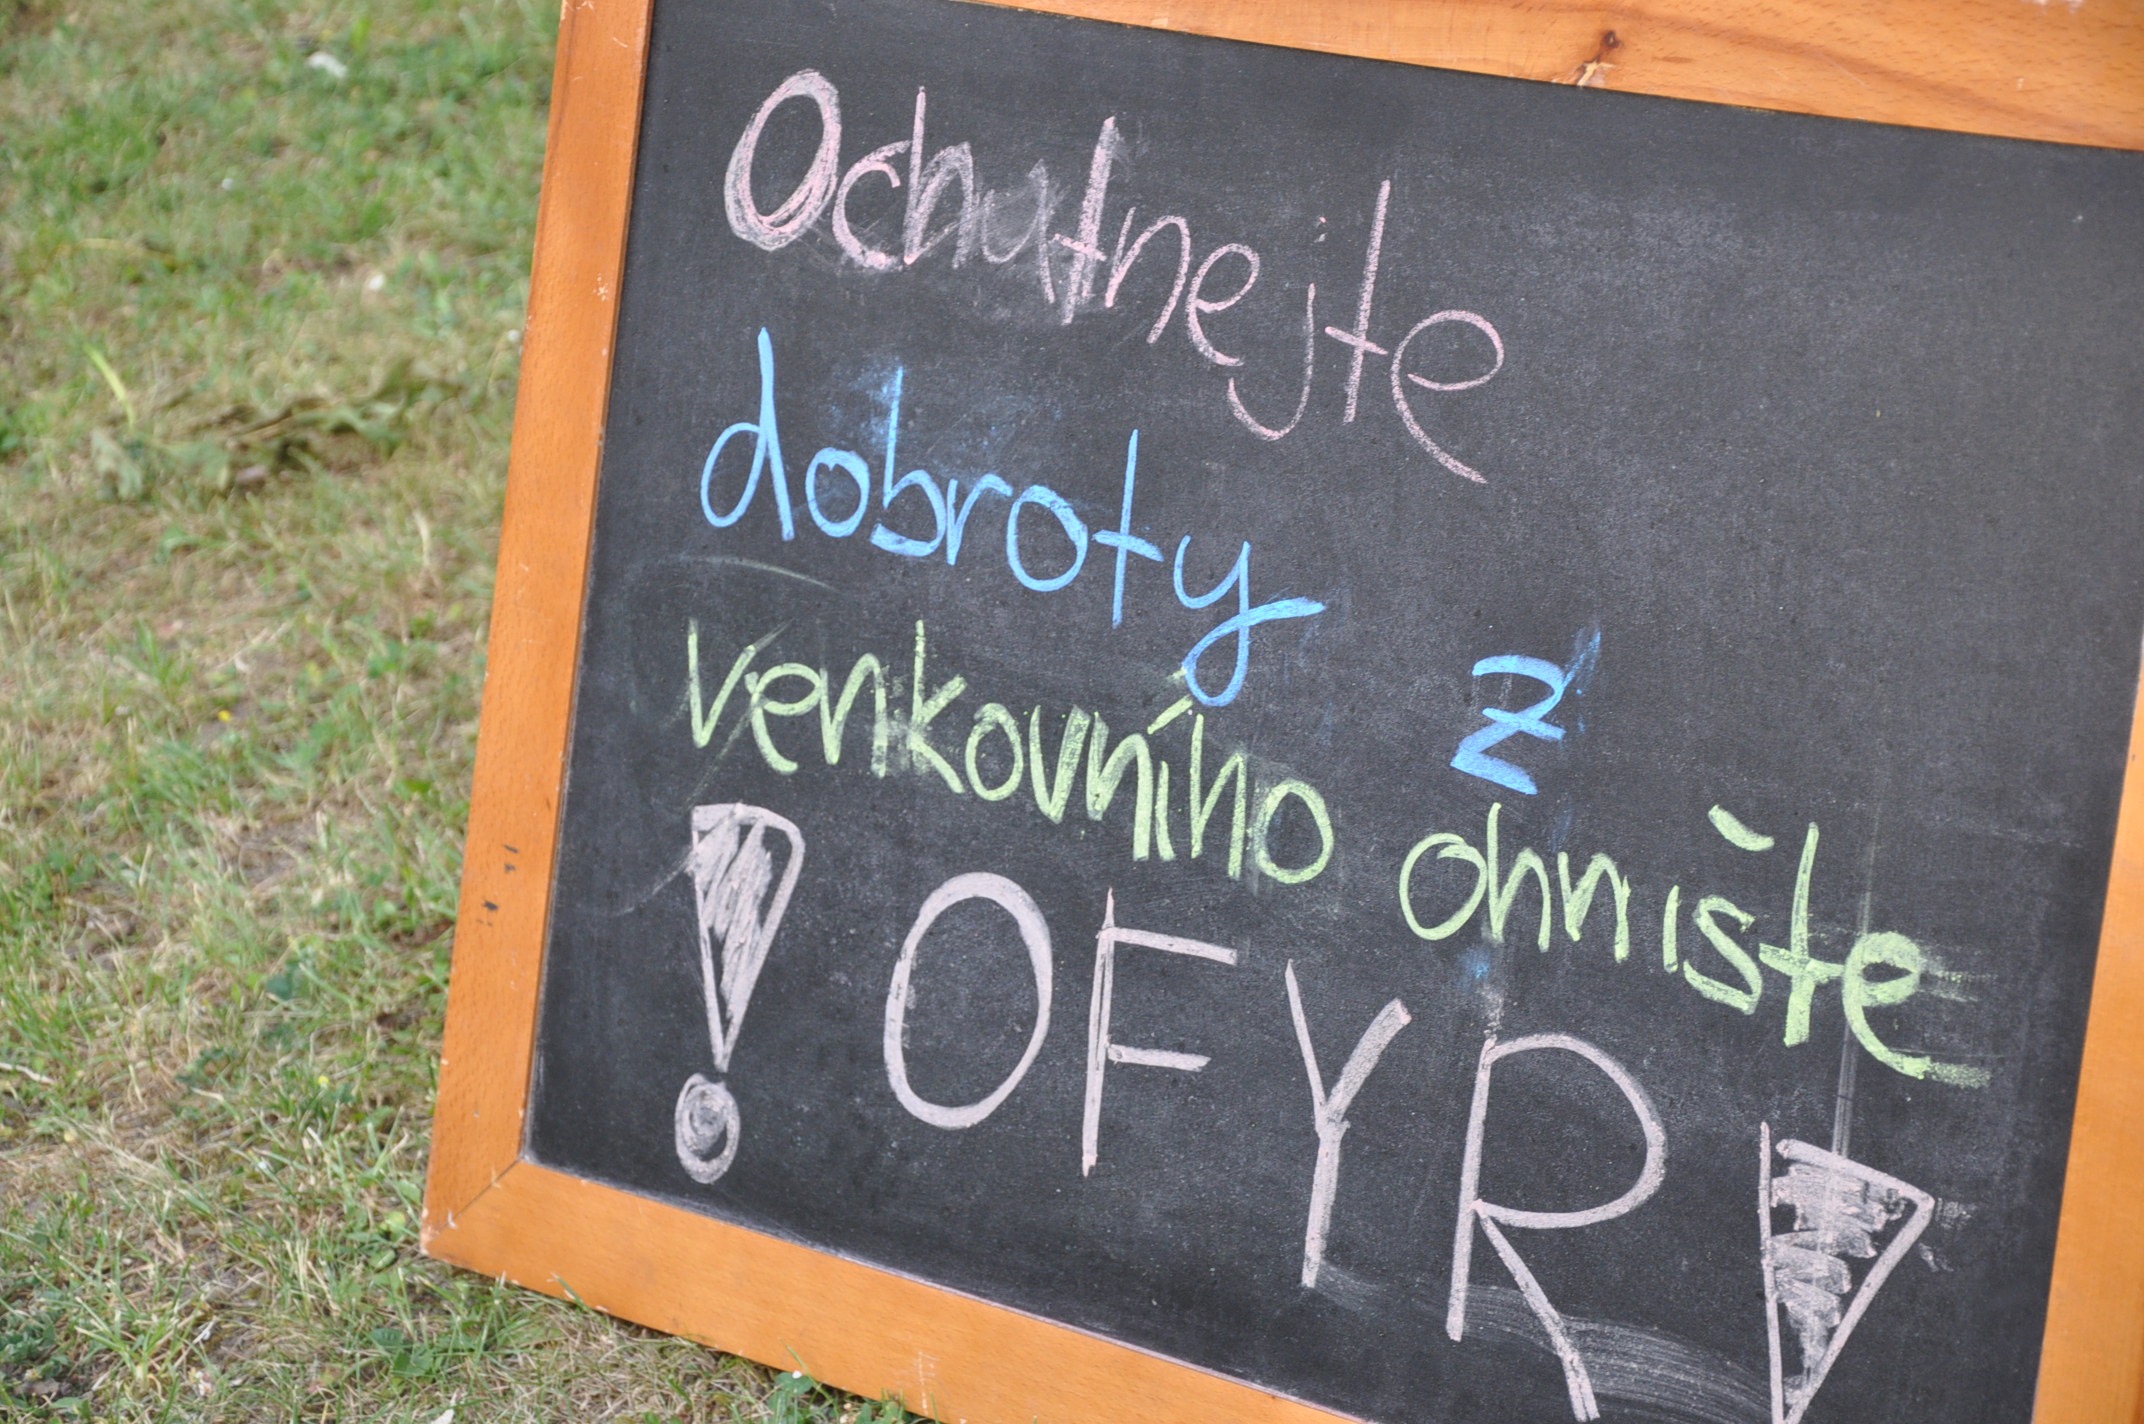 Ochutnejte
dobroty z
venkovního ohniště
! OFYR !